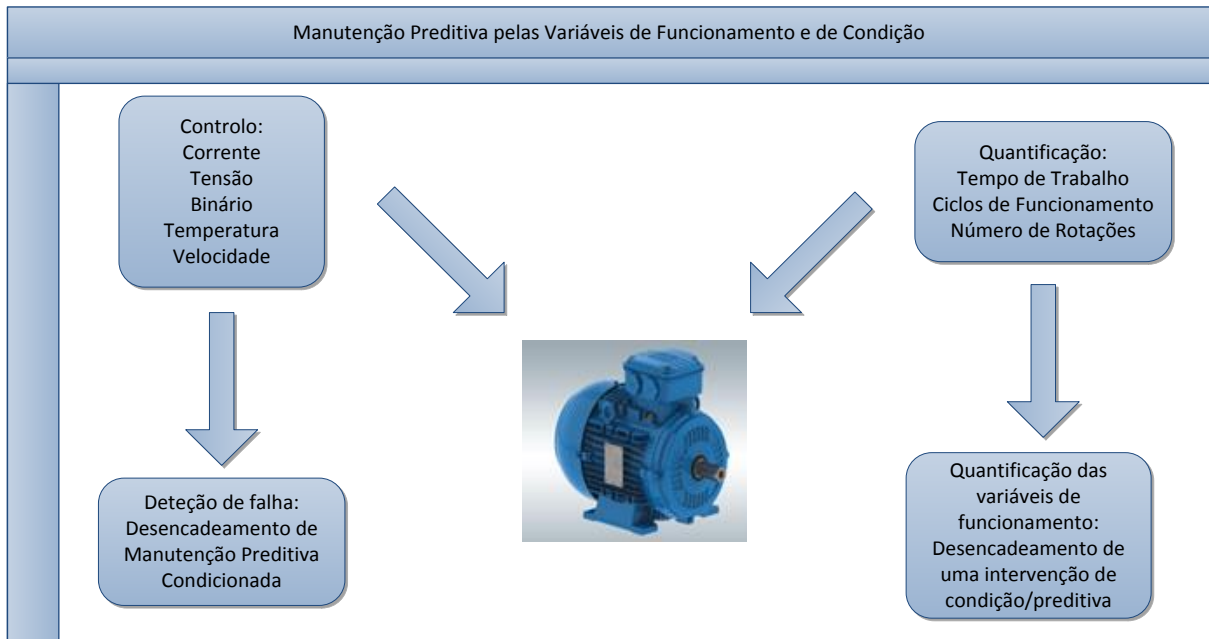 Manutenção Preditiva pelas Variáveis de Funcionamento e de Condição
Controlo:
Corrente
Tensão
Binário
Temperatura
Velocidade
Quantificação:
Tempo de Trabalho
Ciclos de Funcionamento
Número de Rotações
Deteção de falha:
Desencadeamento de
Manutenção Preditiva
Condicionada
Quantificação das
variáveis de
funcionamento:
Desencadeamento de
uma intervenção de
condição/preditiva